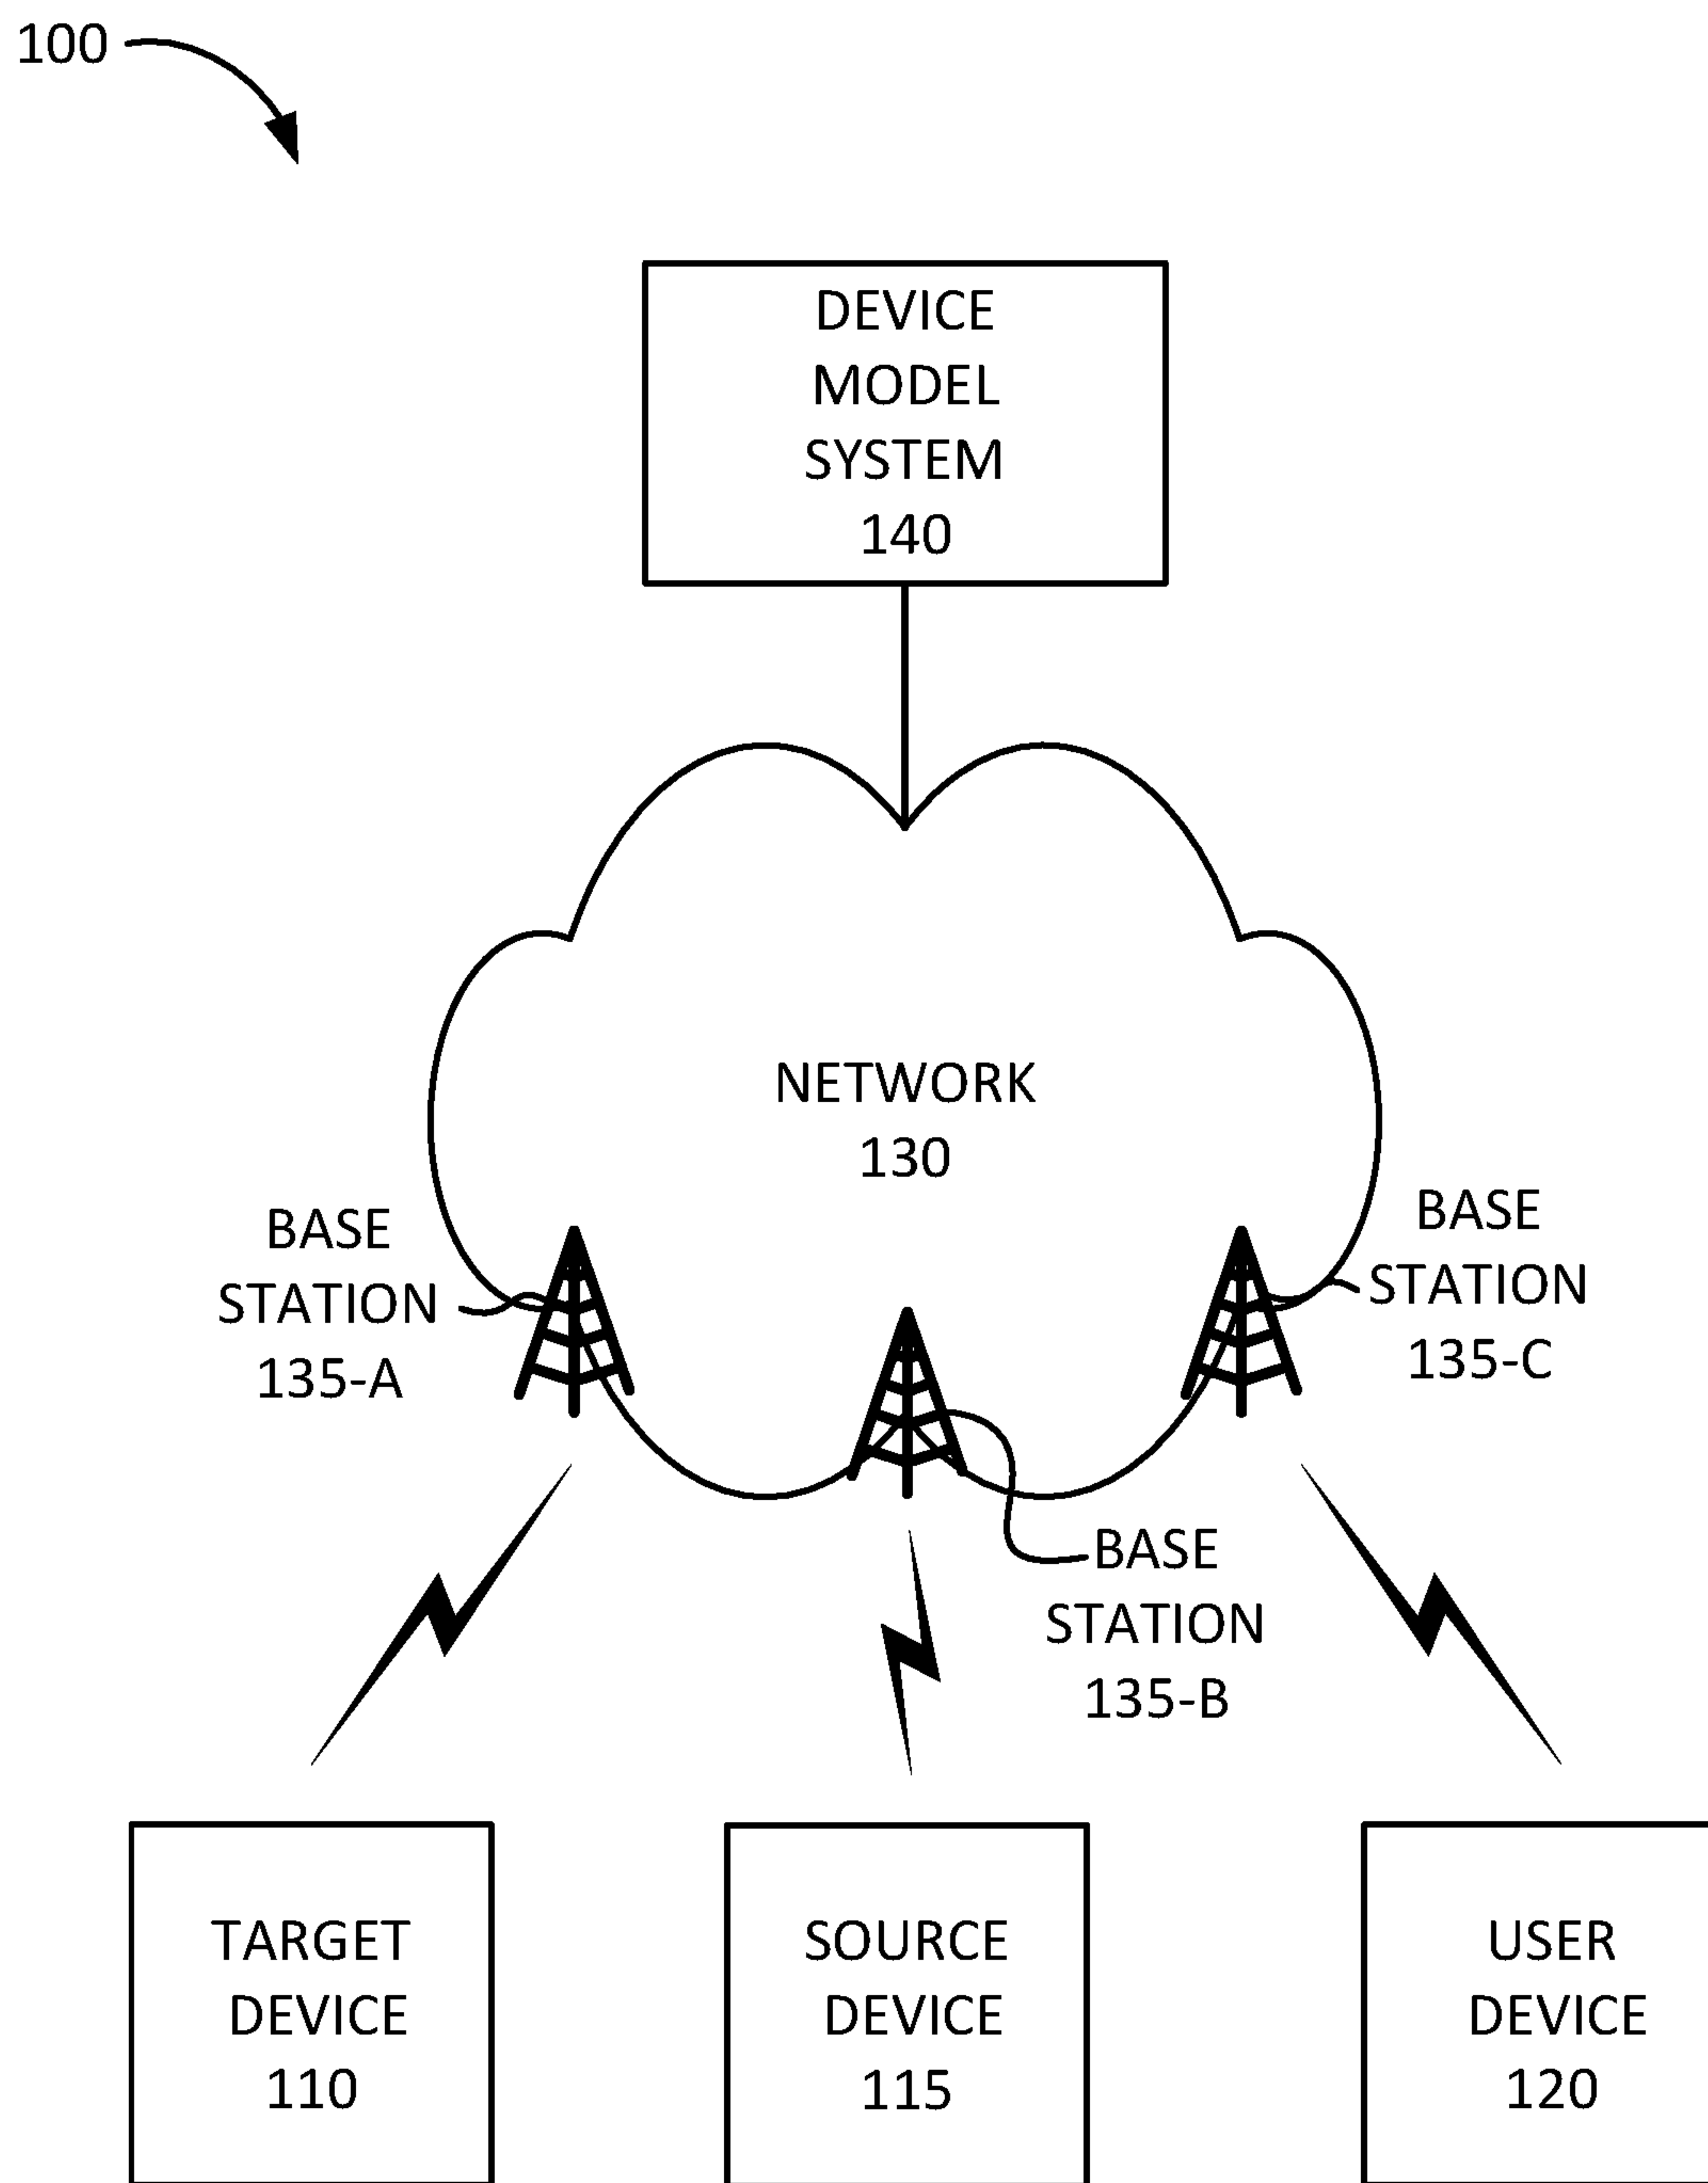 100
DEVICE
MODEL
SYSTEM
140
NETWORK
130
BASE
STATION
135-A
BASE
STATION
135-C
BASE
STATION
135-B
TARGET
DEVICE
110
SOURCE
DEVICE
115
USER
DEVICE
120